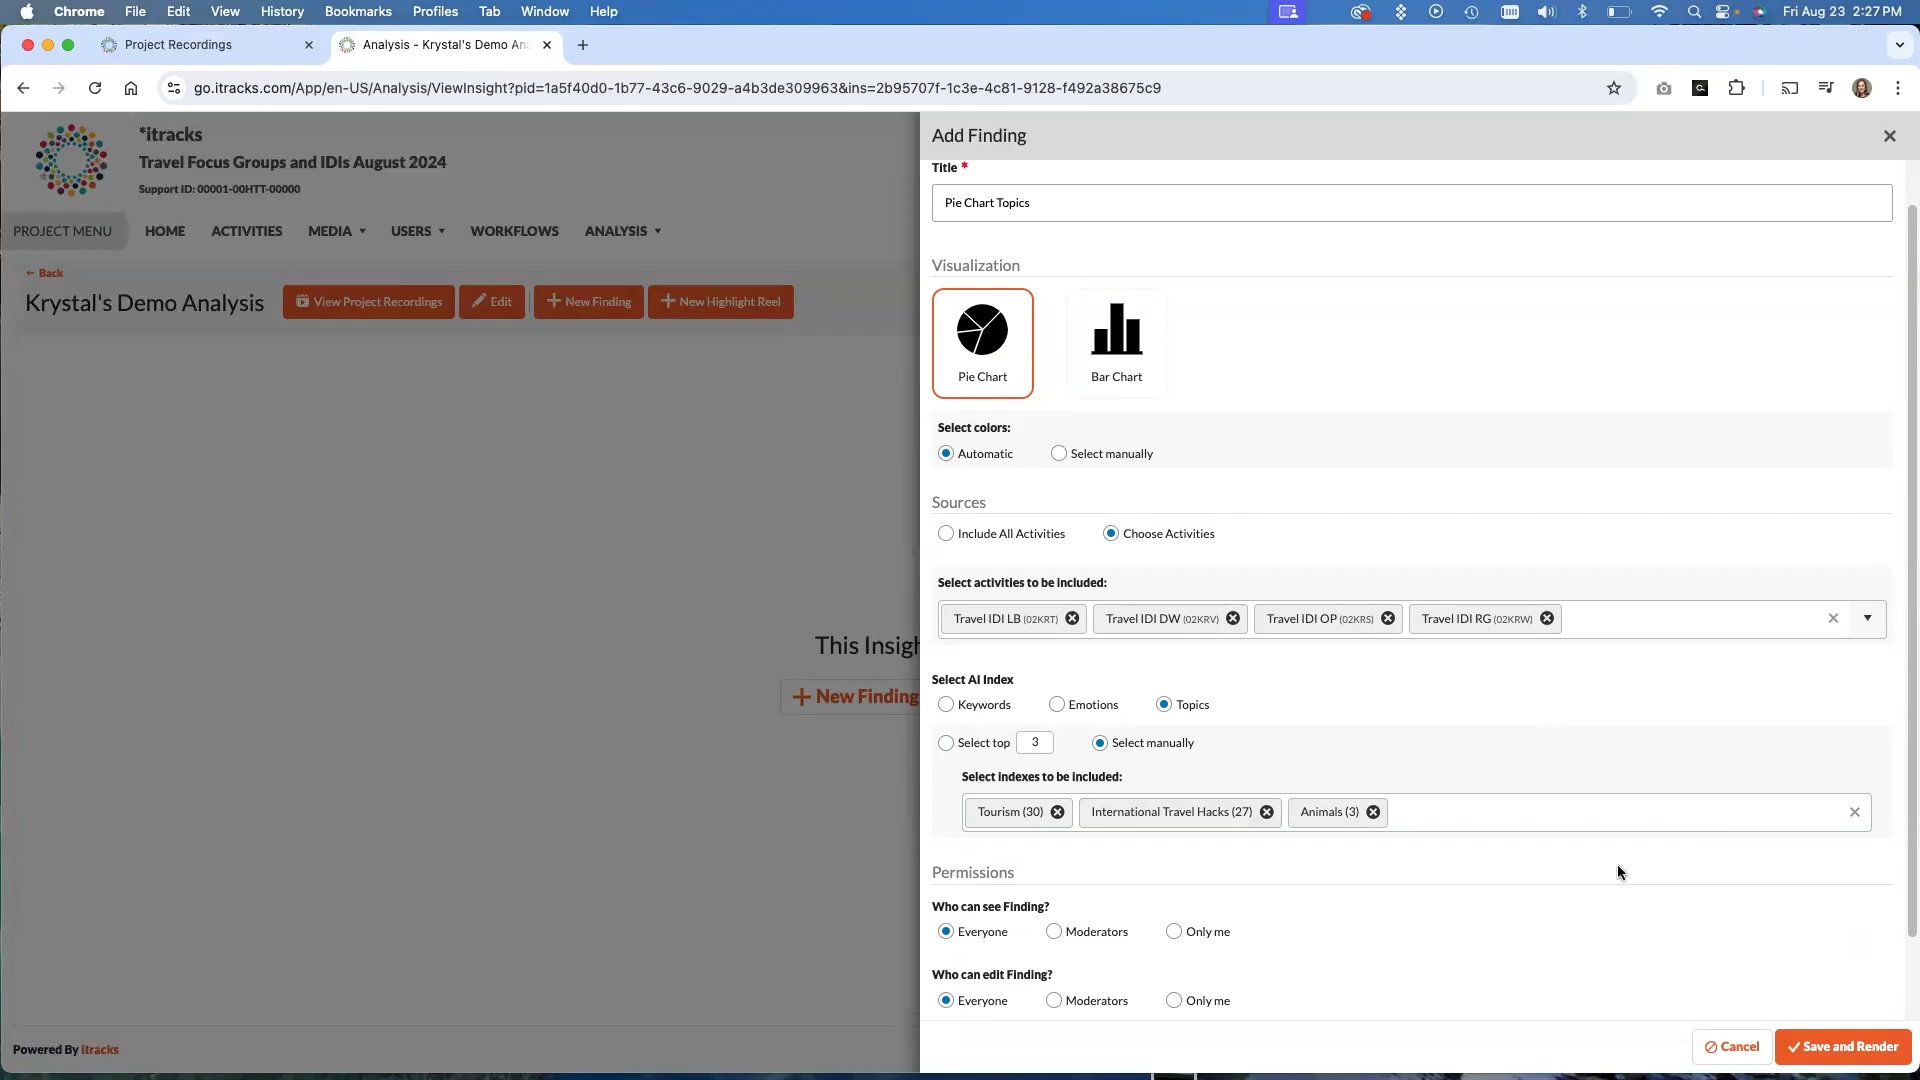 Chrome File Edit View History Bookmarks Profiles Tab Window Help Fri Aug 23 2:27 PM
Project Recordings Analysis - Krystal's Demo An
go.itracks.com/App/en-US/Analysis/ViewInsight?pid=1a5f40d0-1b77-43c6-9029-a4b3de309963&ins=2b95707f-1c3e-4c81-9128-f492a38675c9
*itracks
Travel Focus Groups and IDIs August 2024
Support ID: 00001-00HTT-00000
PROJECT MENU HOME ACTIVITIES MEDIA USERS WORKFLOWS ANALYSIS
← Back
Krystal's Demo Analysis View Project Recordings Edit New Finding New Highlight Reel
This Insigh
New Finding
Powered By itracks
Add Finding
Title *
Pie Chart Topics
Visualization
Pie Chart Bar Chart
Select colors:
Automatic Select manually
Sources
Include All Activities Choose Activities
Select activities to be included:
Travel IDI LB (02KRT) Travel IDI DW (02KRV) Travel IDI OP (02KRS) Travel IDI RG (02KRW)
Select AI Index
Keywords Emotions Topics
Select top 3 Select manually
Select indexes to be included:
Tourism (30) International Travel Hacks (27) Animals (3)
Permissions
Who can see Finding?
Everyone Moderators Only me
Who can edit Finding?
Everyone Moderators Only me
Cancel Save and Render